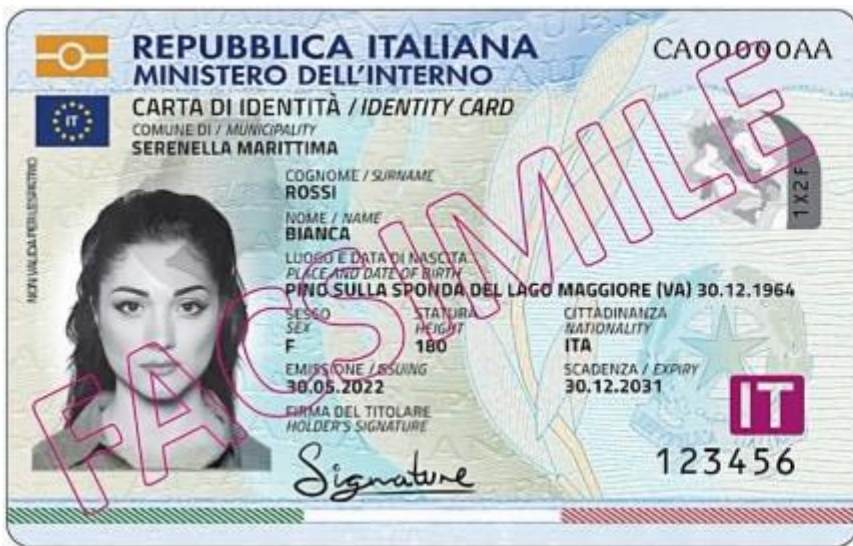 REPUBBLICA ITALIANA
MINISTERO DELL'INTERNO
CA00000AA
IT
CARTA DI IDENTITÀ / IDENTITY CARD
COMUNE DI / MUNICIPALITY
SERENELLA MARITTIMA
COGNOME / SURNAME
ROSSI
NOME / NAME
BIANCA
LUOGO E DATA DI NASCITA
PLACE AND DATE OF BIRTH
PINO SULLA SPONDA DEL LAGO MAGGIORE (VA) 30.12.1964
SESSO STATURA CITTADINANZA
SEX HEIGHT NATIONALITY
F 180 ITA
EMISSIONE / ISSUING SCADENZA / EXPIRY
30.05.2022 30.12.2031
FIRMA DEL TITOLARE
HOLDER'S SIGNATURE
Signature
IT
123456
1X2F
NON VALIDA PER L'ESPATRIO
FACSIMILE